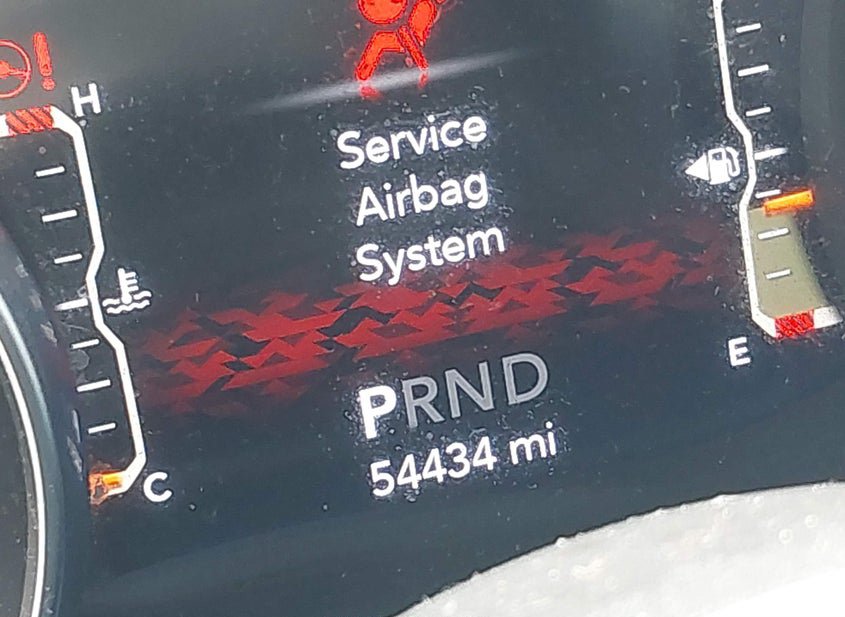 H
Service
Airbag
System
E
PRND
54434 mi
C